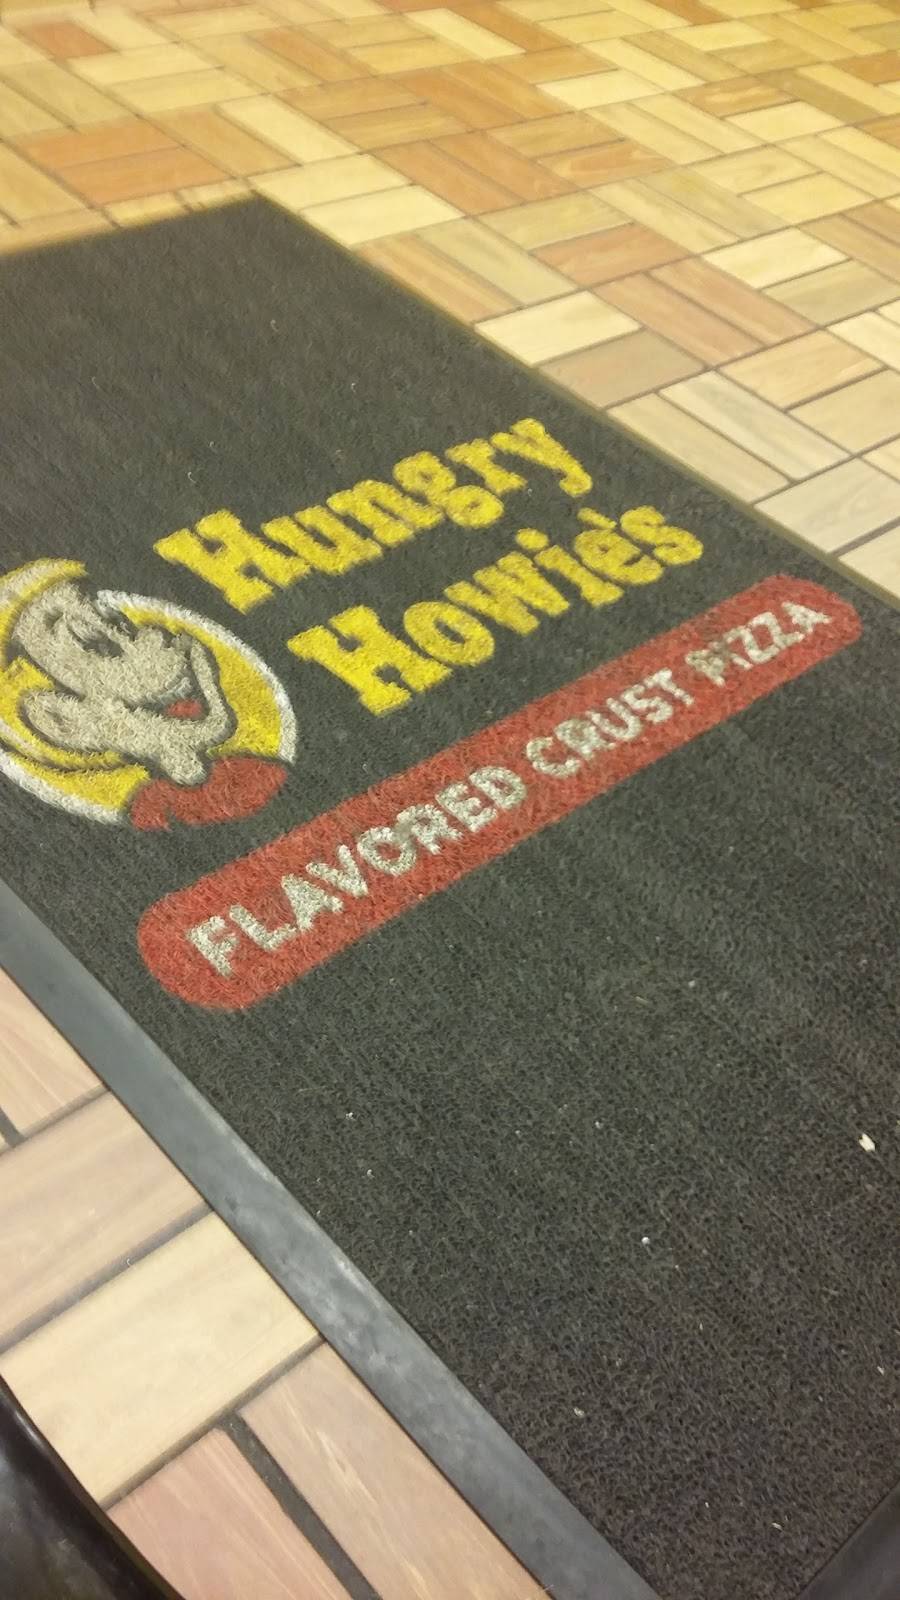 Hungry
Howie's
FLAVORED CRUST PIZZA